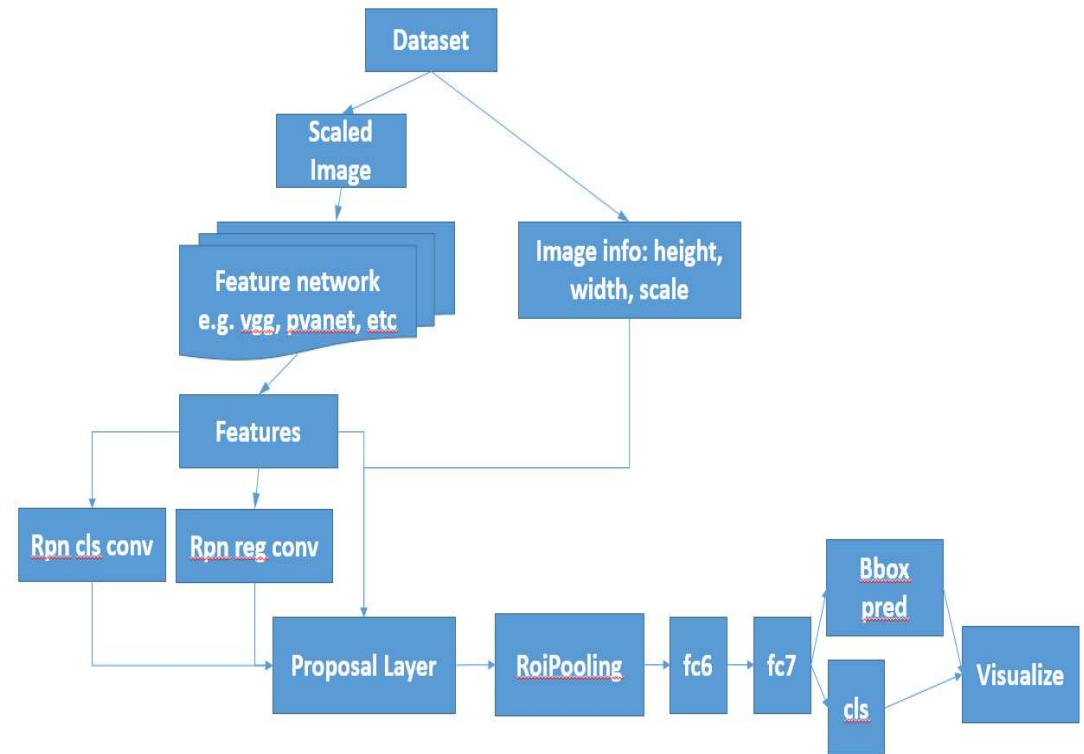 Dataset
Scaled
Image
Feature network
e.g. vgg, pvanet, etc
Image info: height,
width, scale
Features
Rpn cls conv
Rpn reg conv
Proposal Layer
RoiPooling
fc6
fc7
Bbox
pred
cls
Visualize